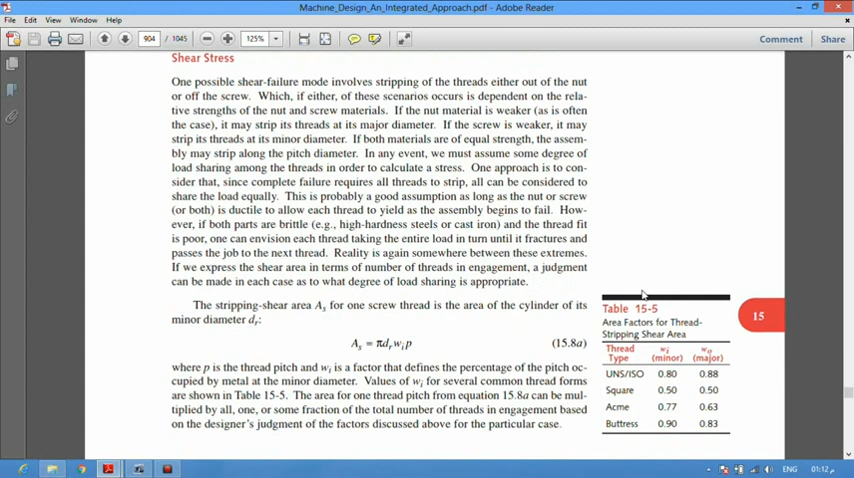 Machine_Design_An_Integrated_Approach.pdf - Adobe Reader
File Edit View Window Help
904 / 1045 125% Comment Share
Shear Stress
One possible shear-failure mode involves stripping of the threads either out of the nut
or off the screw. Which, if either, of these scenarios occurs is dependent on the rela-
tive strengths of the nut and screw materials. If the nut material is weaker (as is often
the case), it may strip its threads at its major diameter. If the screw is weaker, it may
strip its threads at its minor diameter. If both materials are of equal strength, the assem-
bly may strip along the pitch diameter. In any event, we must assume some degree of
load sharing among the threads in order to calculate a stress. One approach is to con-
sider that, since complete failure requires all threads to strip, all can be considered to
share the load equally. This is probably a good assumption as long as the nut or screw
(or both) is ductile to allow each thread to yield as the assembly begins to fail. How-
ever, if both parts are brittle (e.g., high-hardness steels or cast iron) and the thread fit
is poor, one can envision each thread taking the entire load in turn until it fractures and
passes the job to the next thread. Reality is again somewhere between these extremes.
If we express the shear area in terms of number of threads in engagement, a judgment
can be made in each case as to what degree of load sharing is appropriate.
The stripping-shear area As for one screw thread is the area of the cylinder of its
minor diameter dr:
As = πdr wi p (15.8a)
where p is the thread pitch and wi is a factor that defines the percentage of the pitch oc-
cupied by metal at the minor diameter. Values of wi for several common thread forms
are shown in Table 15-5. The area for one thread pitch from equation 15.8a can be mul-
tiplied by all, one, or some fraction of the total number of threads in engagement based
on the designer's judgment of the factors discussed above for the particular case.
Table 15-5
Area Factors for Thread-
Stripping Shear Area
Thread wi wo
Type (minor) (major)
UNS/ISO 0.80 0.88
Square 0.50 0.50
Acme 0.77 0.63
Buttress 0.90 0.83
15
ENG 01:12 م